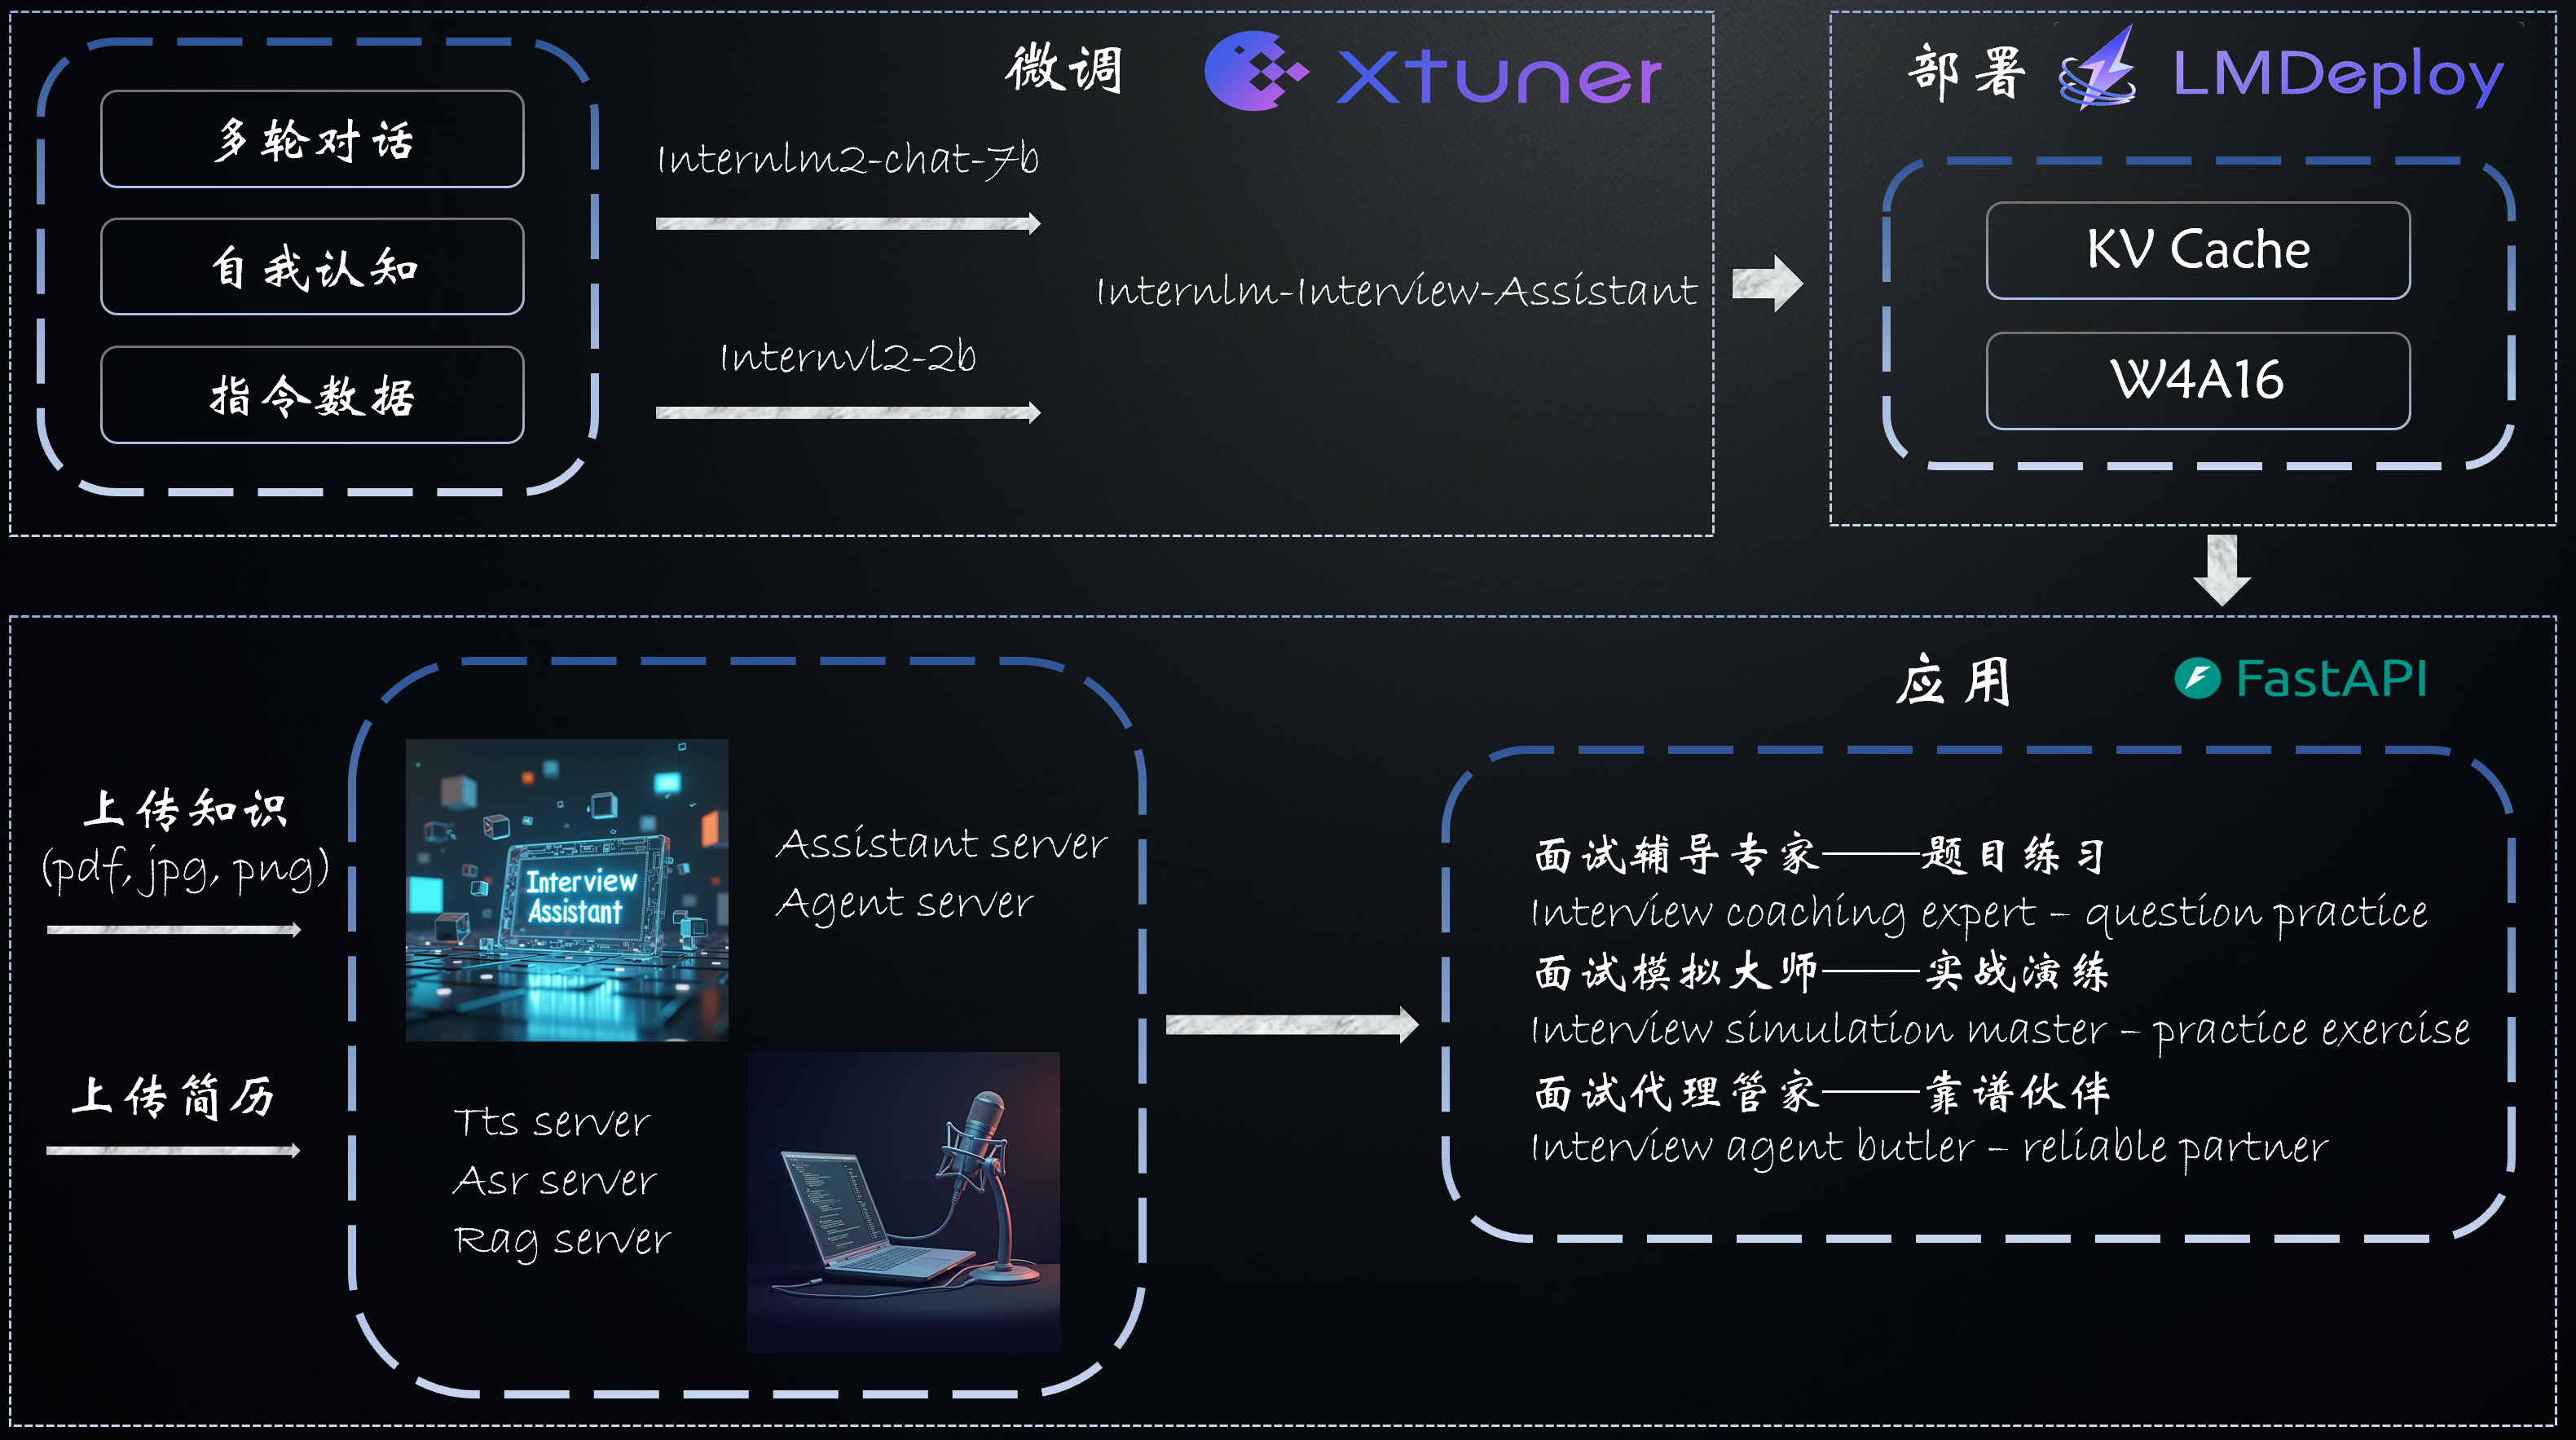 微调
Xtuner
多轮对话
自我认知
指令数据
Internlm2-chat-7b
Internvl2-2b
Internlm-Interview-Assistant
部署
LMDeploy
KV Cache
W4A16
应用
FastAPI
上传知识
(pdf, jpg, png)
上传简历
Interview
Assistant
Assistant server
Agent server
Tts server
Asr server
Rag server
面试辅导专家——题目练习
Interview coaching expert – question practice
面试模拟大师——实战演练
Interview simulation master – practice exercise
面试代理管家——靠谱伙伴
Interview agent butler – reliable partner